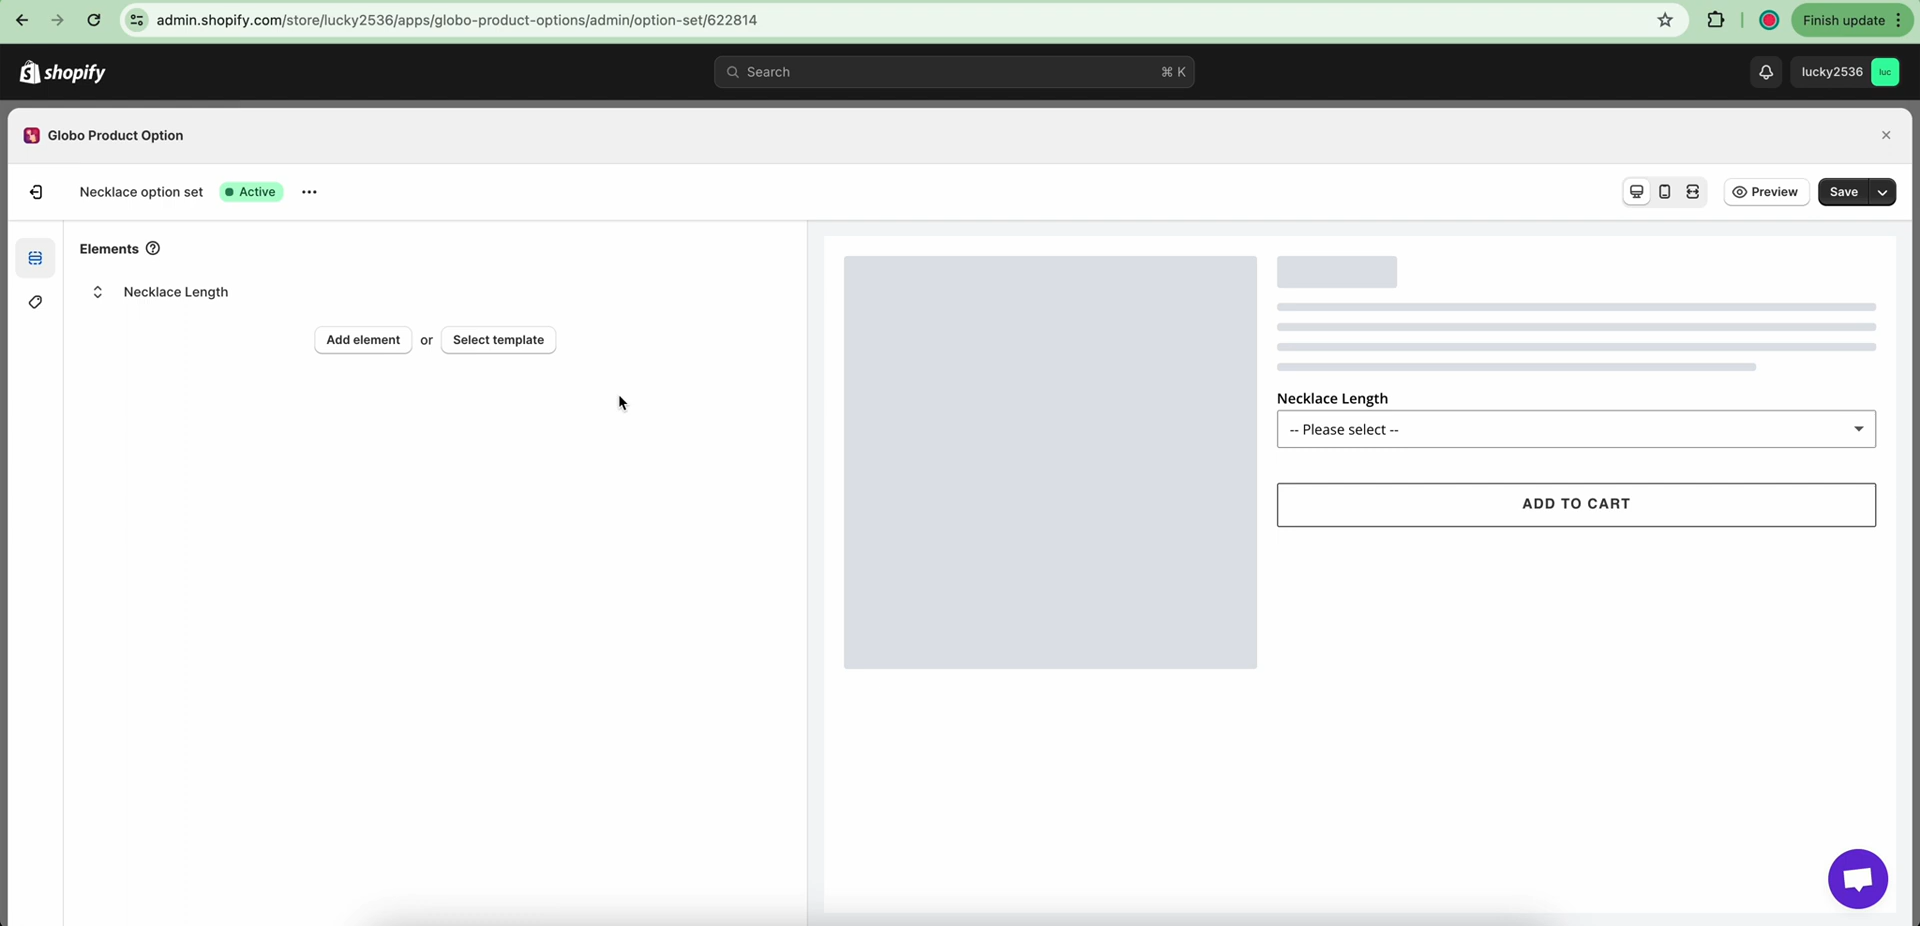 admin.shopify.com/store/lucky2536/apps/globo-product-options/admin/option-set/622814
Finish update
shopify
Search
⌘ K
lucky2536
luc
Globo Product Option
Necklace option set
Active
Preview
Save
Elements
Necklace Length
Add element or Select template
Necklace Length
-- Please select --
ADD TO CART